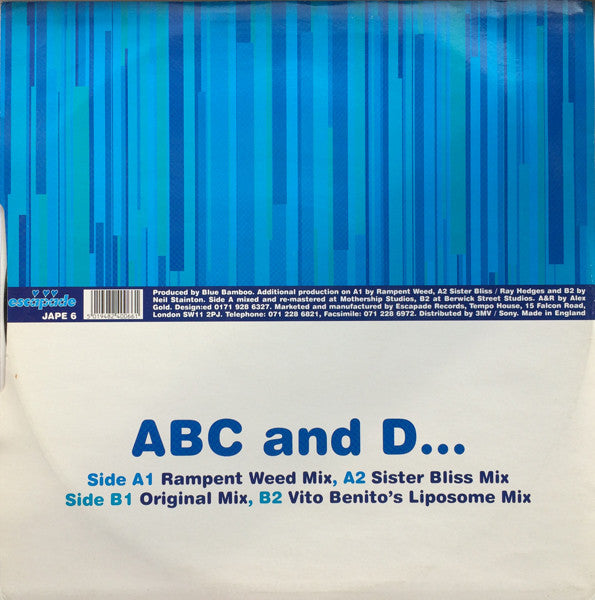 Produced by Blue Bamboo. Additional production on A1 by Rampent Weed, A2 Sister Bliss / Ray Hedges and B2 by
Neil Stainton. Side A mixed and re-mastered at Mothership Studios, B2 at Berwick Street Studios. A&R by Alex
Gold. Design:ed 0171 928 6327. Marketed and manufactured by Escapade Records, Tempo House, 15 Falcon Road,
London SW11 2PJ. Telephone: 071 228 6821, Facsimile: 071 228 6972. Distributed by 3MV / Sony. Made in England
escapade
JAPE 6
ABC and D...
Side A1 Rampent Weed Mix, A2 Sister Bliss Mix
Side B1 Original Mix, B2 Vito Benito's Liposome Mix